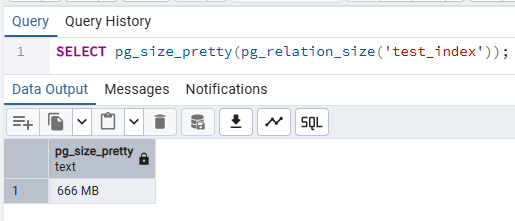 Query Query History
1 SELECT pg_size_pretty(pg_relation_size('test_index'));
Data Output Messages Notifications
SQL
pg_size_pretty
text
1 666 MB